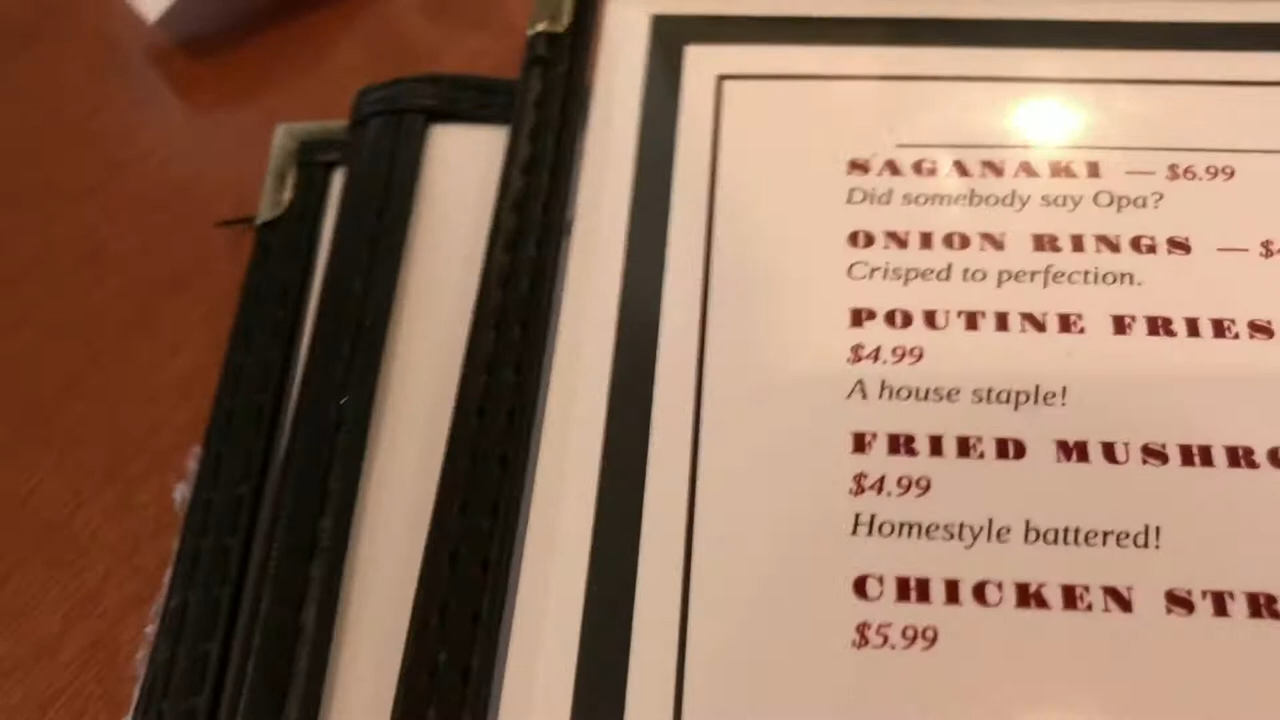 SAGANAKI — $6.99
Did somebody say Opa?
ONION RINGS —
Crisped to perfection.
POUTINE FRIES
$4.99
A house staple!
FRIED
$4.99
Homestyle battered!
CHICKEN
$5.99